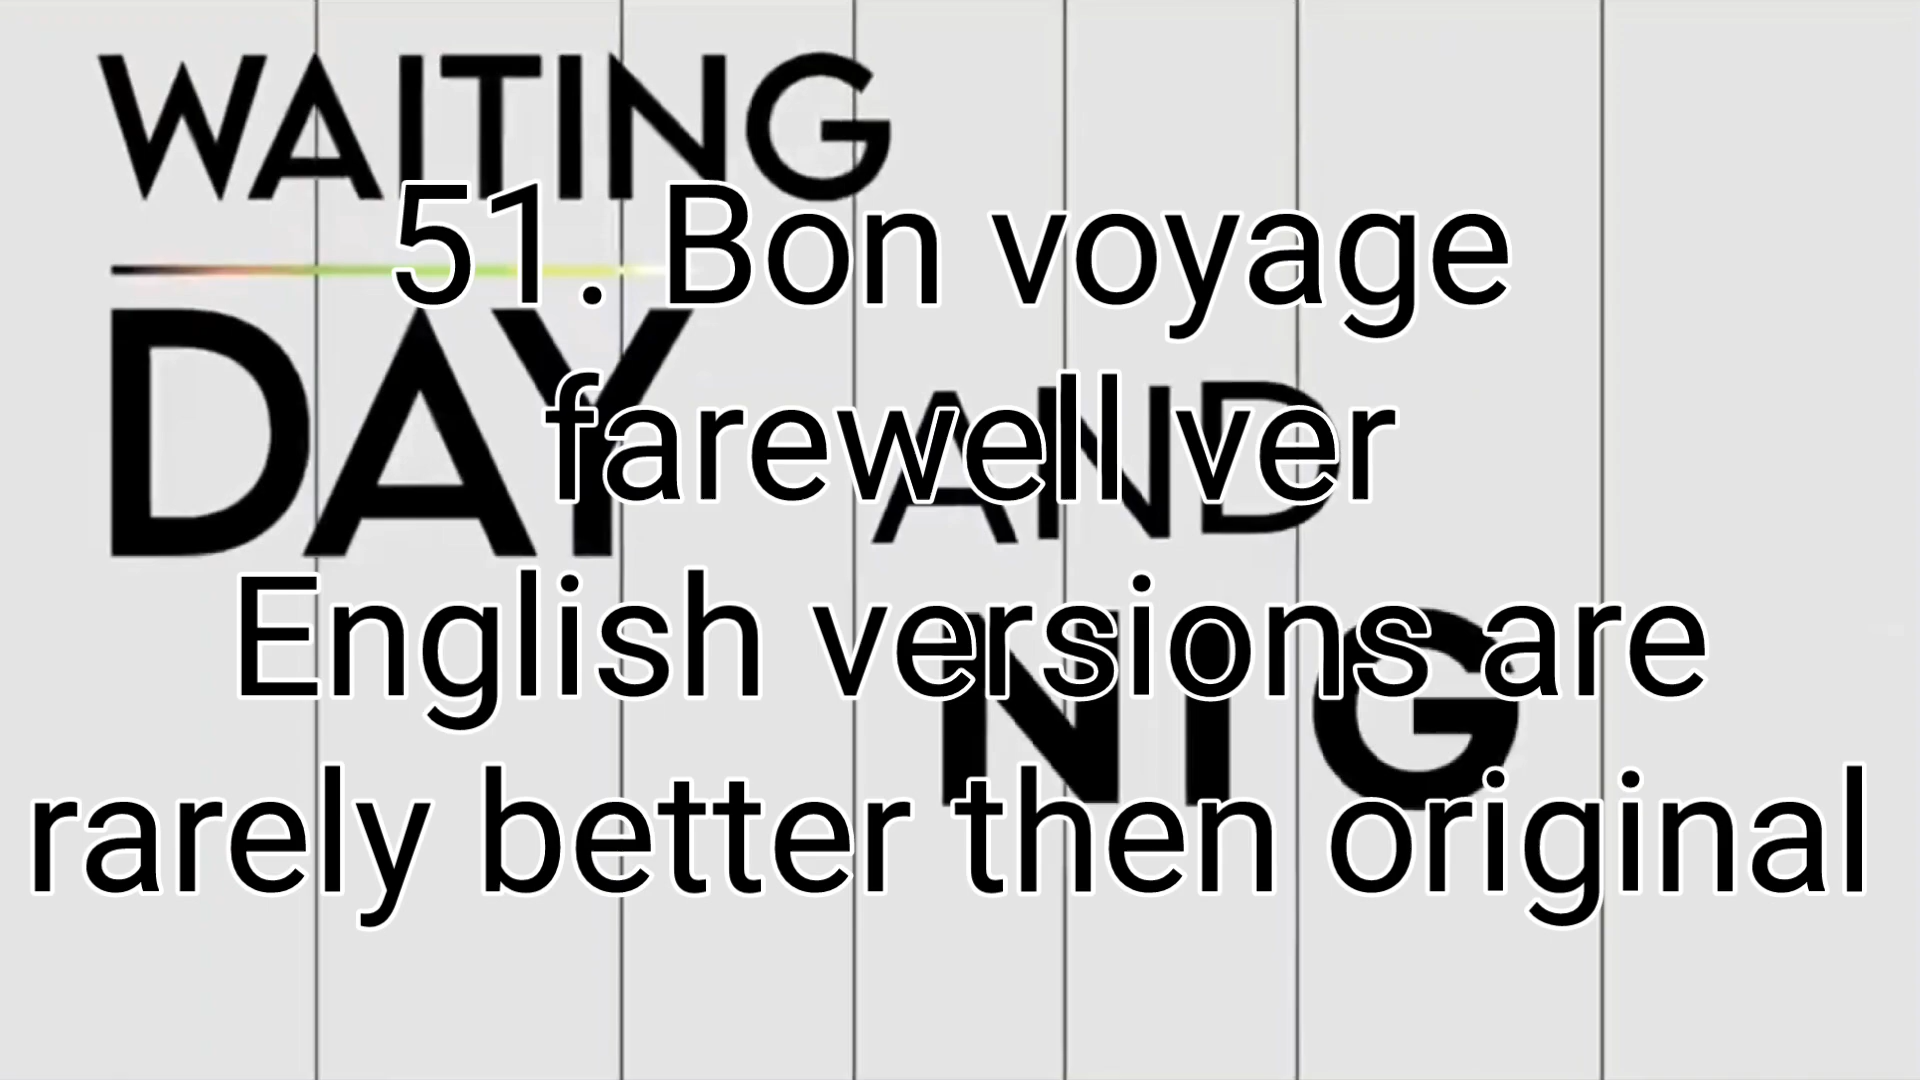 WAITING
DAY AND
NIG
51. Bon voyage
farewell ver
English versions are
rarely better then original